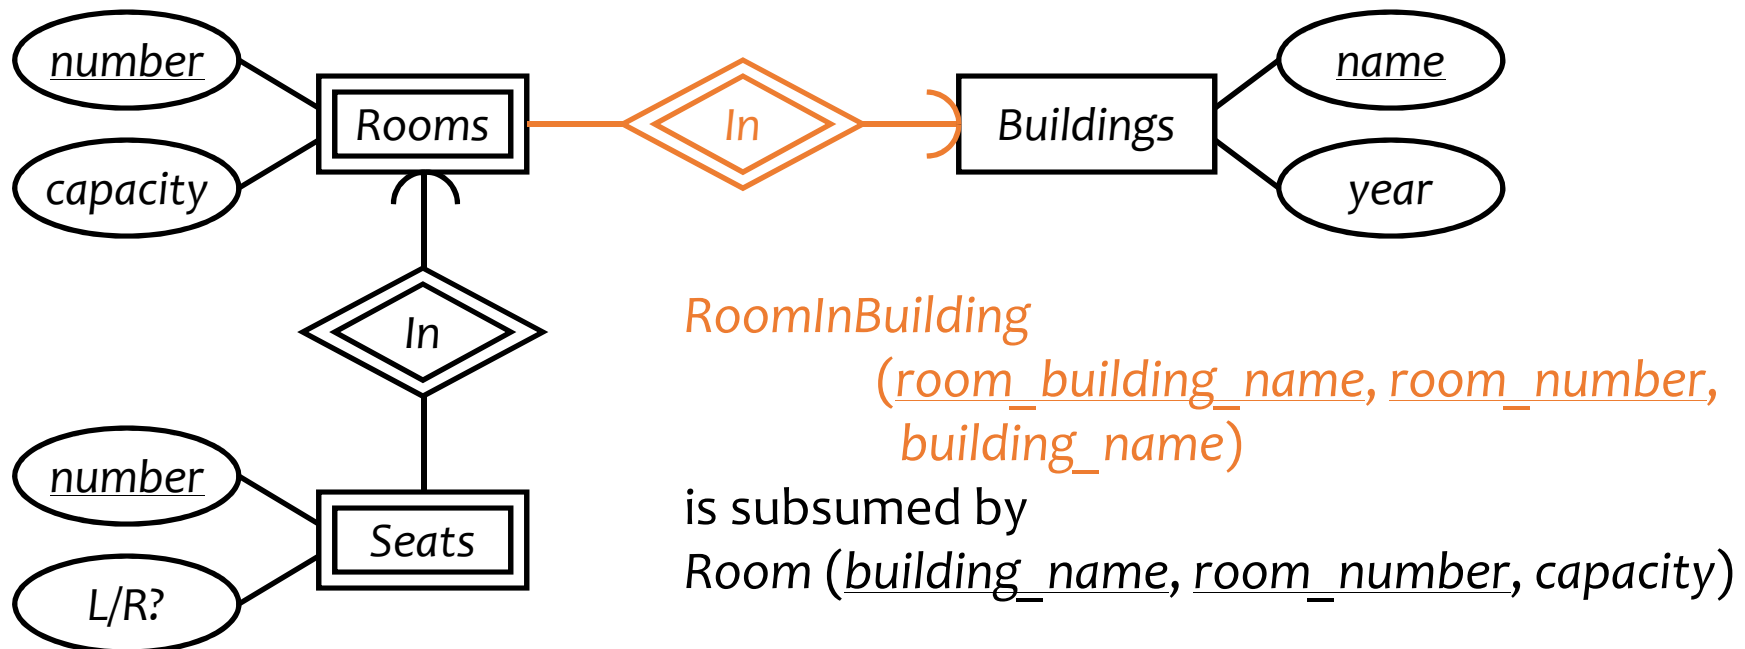 number
capacity
Rooms
In
Buildings
name
year
In
number
L/R?
Seats
RoomInBuilding
(room_building_name, room_number,
building_name)
is subsumed by
Room (building_name, room_number, capacity)